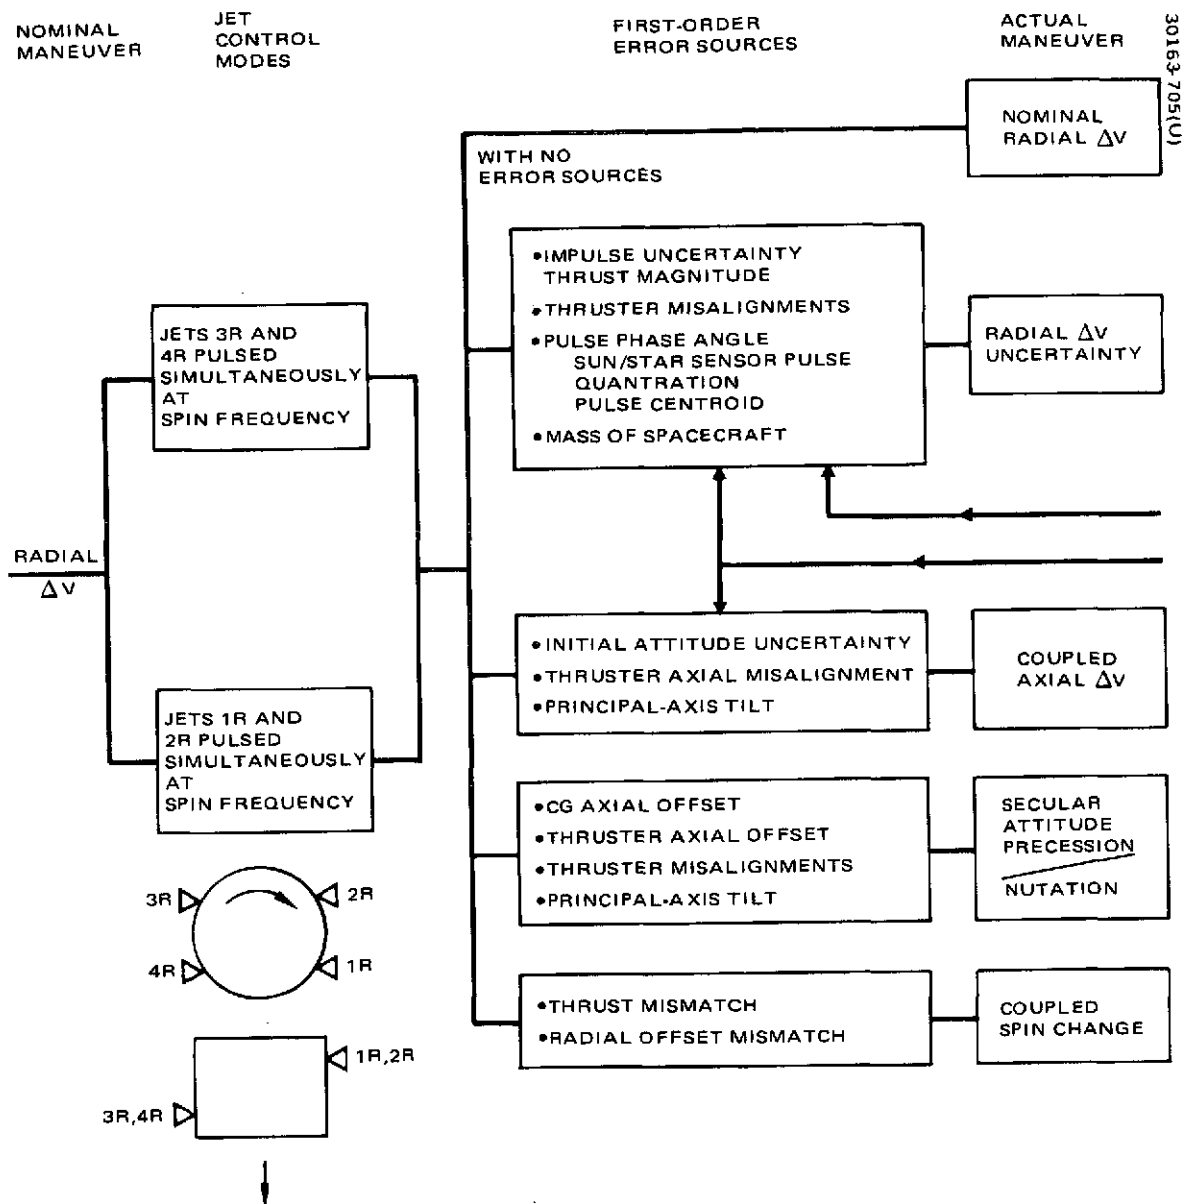 NOMINAL
MANEUVER
JET
CONTROL
MODES
FIRST-ORDER
ERROR SOURCES
ACTUAL
MANEUVER
30163-705(U)
NOMINAL
RADIAL ΔV
WITH NO
ERROR SOURCES
•IMPULSE UNCERTAINTY
THRUST MAGNITUDE
•THRUSTER MISALIGNMENTS
•PULSE PHASE ANGLE
SUN/STAR SENSOR PULSE
QUANTRATION
PULSE CENTROID
•MASS OF SPACECRAFT
RADIAL ΔV
UNCERTAINTY
JETS 3R AND
4R PULSED
SIMULTANEOUSLY
AT
SPIN FREQUENCY
RADIAL
ΔV
•INITIAL ATTITUDE UNCERTAINTY
•THRUSTER AXIAL MISALIGNMENT
•PRINCIPAL-AXIS TILT
COUPLED
AXIAL ΔV
JETS 1R AND
2R PULSED
SIMULTANEOUSLY
AT
SPIN FREQUENCY
•CG AXIAL OFFSET
•THRUSTER AXIAL OFFSET
•THRUSTER MISALIGNMENTS
•PRINCIPAL-AXIS TILT
SECULAR
ATTITUDE
PRECESSION
NUTATION
3R
2R
4R
1R
•THRUST MISMATCH
•RADIAL OFFSET MISMATCH
COUPLED
SPIN CHANGE
1R,2R
3R,4R